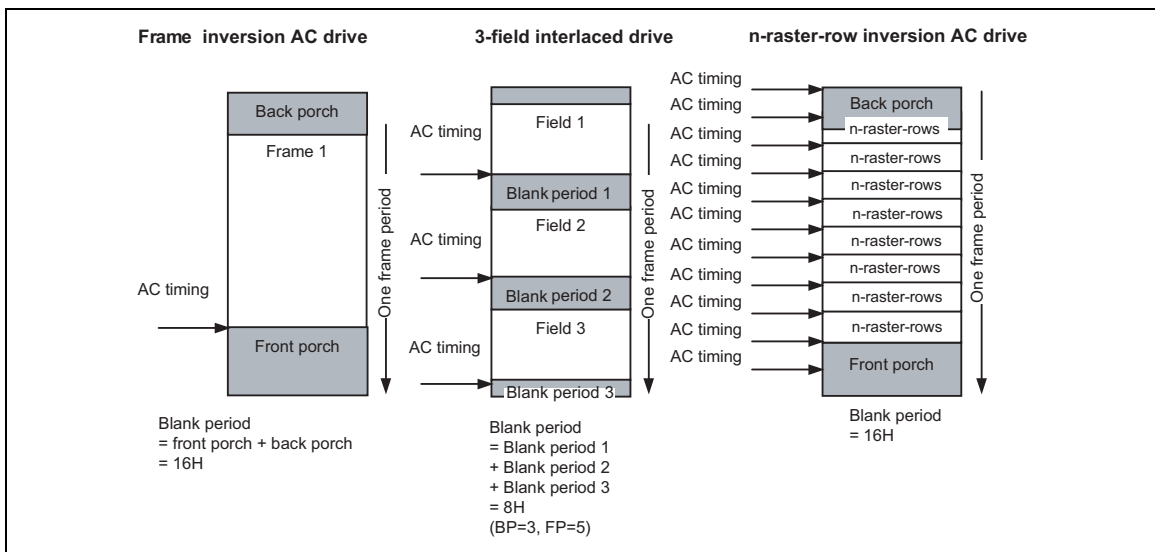 Frame inversion AC drive
Back porch
Frame 1
One frame period
AC timing
Front porch
Blank period
= front porch + back porch
= 16H
3-field interlaced drive
Field 1
AC timing
Blank period 1
Field 2
AC timing
Blank period 2
One frame period
Field 3
AC timing
Blank period 3
Blank period
= Blank period 1
+ Blank period 2
+ Blank period 3
= 8H
(BP=3, FP=5)
n-raster-row inversion AC drive
AC timing
AC timing
AC timing
AC timing
AC timing
AC timing
AC timing
AC timing
AC timing
AC timing
AC timing
Back porch
n-raster-rows
n-raster-rows
n-raster-rows
n-raster-rows
n-raster-rows
n-raster-rows
n-raster-rows
n-raster-rows
Front porch
One frame period
Blank period
= 16H